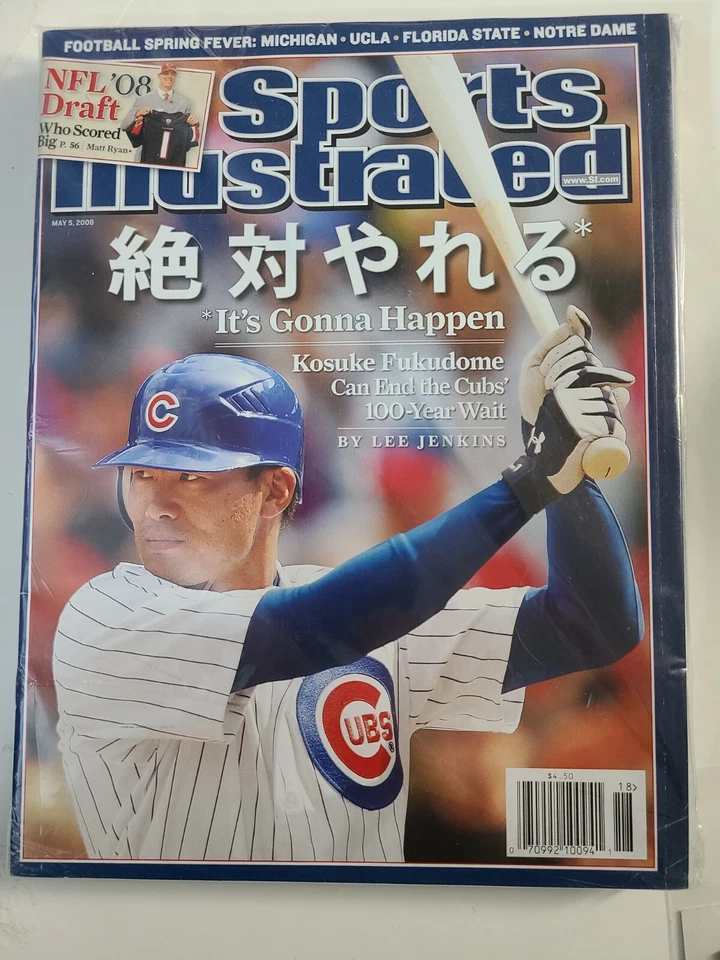 FOOTBALL SPRING FEVER: MICHIGAN • UCLA • FLORIDA STATE • NOTRE DAME
NFL '08
Draft
Who Scored
Big P. 56 Matt Ryan
1
Sports
Illustrated
www.SI.com
MAY 5, 2008
絶対やれる*
*It's Gonna Happen
Kosuke Fukudome
Can End the Cubs'
100-Year Wait
BY LEE JENKINS
C
CUBS
$4.50
18>
0 70992 10094 1